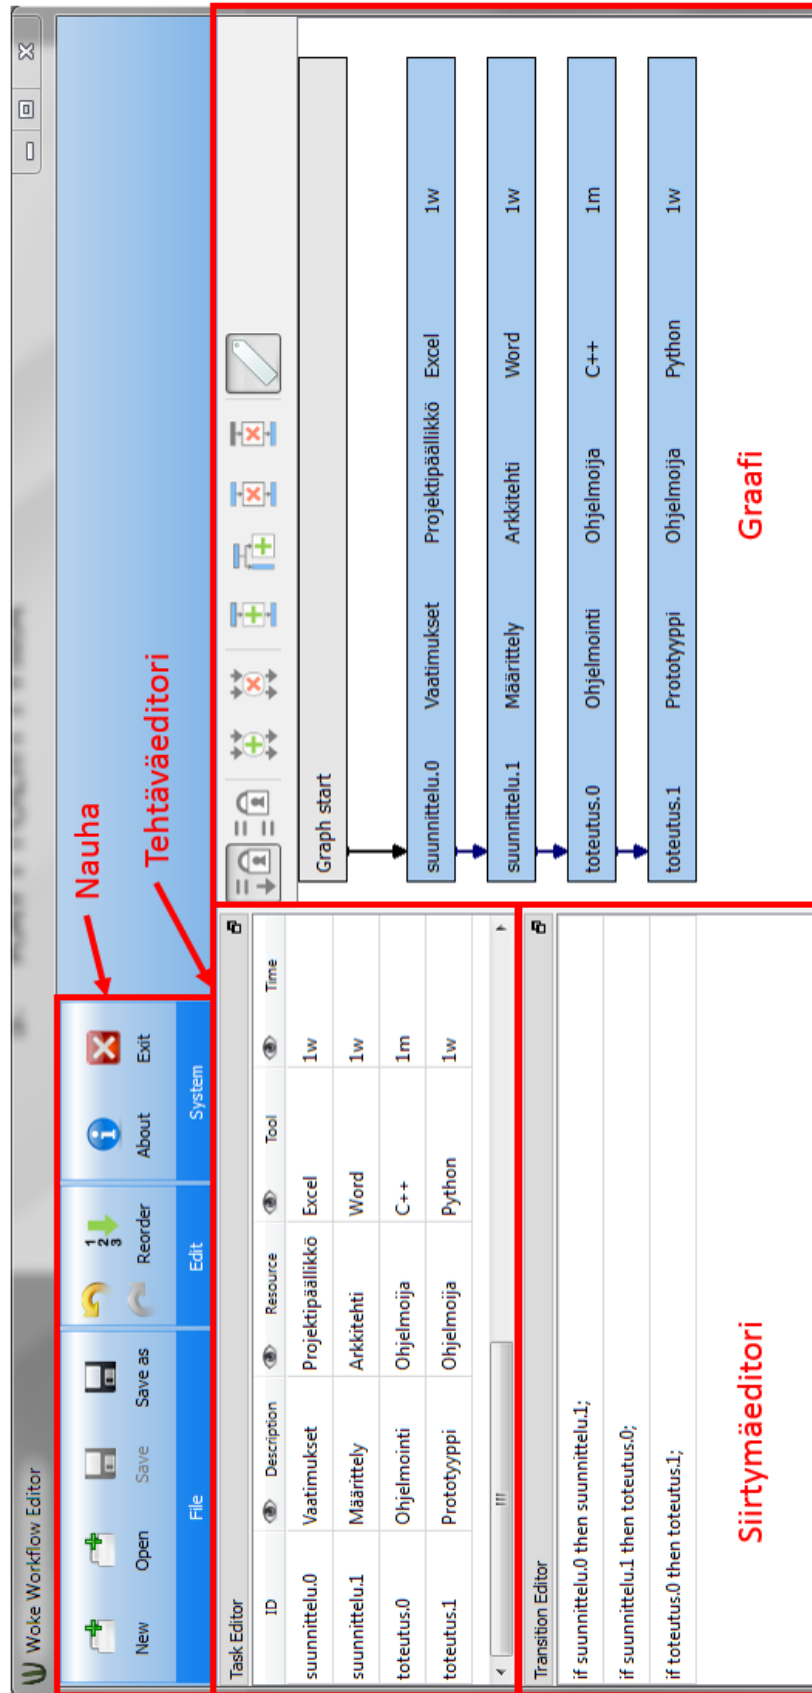 Woke Workflow Editor
New Open Save Save as Reorder About Exit
File Edit System
Nauha
Tehtäväeditori
Task Editor
ID Description Resource Tool Time
suunnittelu.0 Vaatimukset Projektipäällikkö Excel 1w
suunnittelu.1 Määrittely Arkkitehti Word 1w
toteutus.0 Ohjelmointi Ohjelmoija C++ 1m
toteutus.1 Prototyyppi Ohjelmoija Python 1w
Transition Editor
if suunnittelu.0 then suunnittelu.1;
if suunnittelu.1 then toteutus.0;
if toteutus.0 then toteutus.1;
Siirtymäeditori
Graph start
suunnittelu.0 Vaatimukset Projektipäällikkö Excel 1w
suunnittelu.1 Määrittely Arkkitehti Word 1w
toteutus.0 Ohjelmointi Ohjelmoija C++ 1m
toteutus.1 Prototyyppi Ohjelmoija Python 1w
Graafi